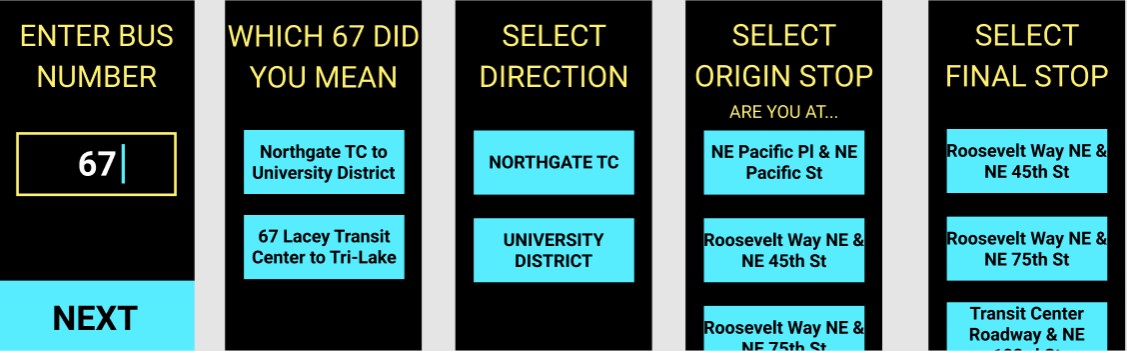 ENTER BUS
NUMBER
67
NEXT
WHICH 67 DID
YOU MEAN
Northgate TC to
University District
67 Lacey Transit
Center to Tri-Lake
SELECT
DIRECTION
NORTHGATE TC
UNIVERSITY
DISTRICT
SELECT
ORIGIN STOP
ARE YOU AT...
NE Pacific Pl & NE
Pacific St
Roosevelt Way NE &
NE 45th St
Roosevelt Way NE &
NE 75th St
SELECT
FINAL STOP
Roosevelt Way NE &
NE 45th St
Roosevelt Way NE &
NE 75th St
Transit Center
Roadway & NE